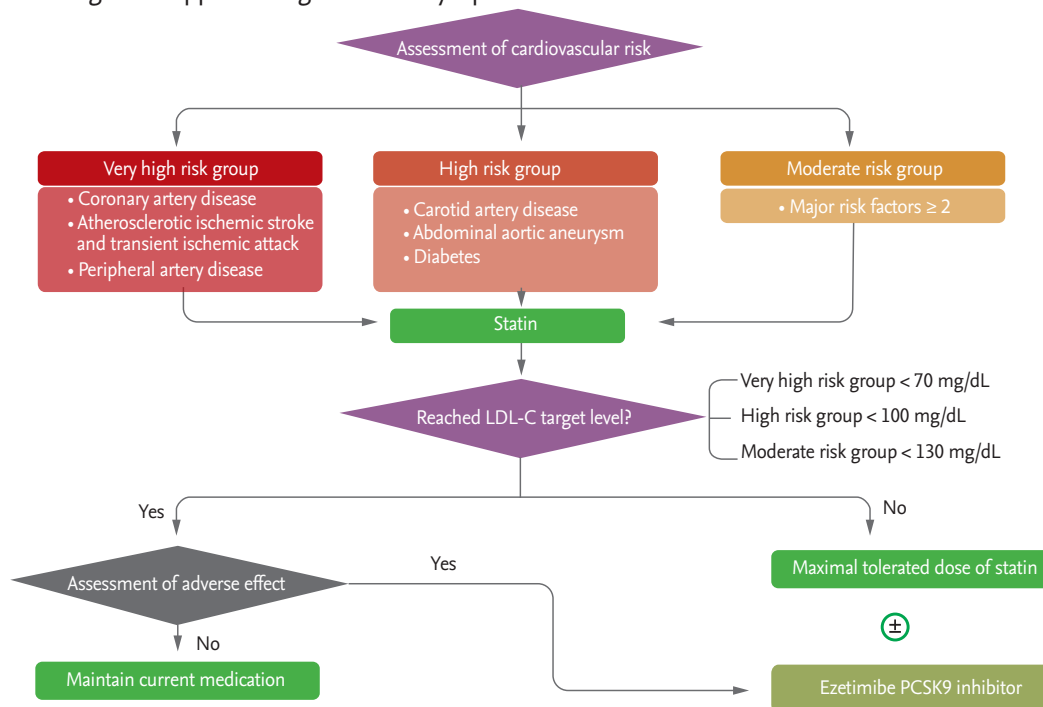 Assessment of cardiovascular risk
Very high risk group
• Coronary artery disease
• Atherosclerotic ischemic stroke
and transient ischemic attack
• Peripheral artery disease
High risk group
• Carotid artery disease
• Abdominal aortic aneurysm
• Diabetes
Moderate risk group
• Major risk factors ≥ 2
Statin
Reached LDL-C target level?
Very high risk group < 70 mg/dL
High risk group < 100 mg/dL
Moderate risk group < 130 mg/dL
Yes
No
Assessment of adverse effect
Yes
Maximal tolerated dose of statin
±
No
Maintain current medication
Ezetimibe PCSK9 inhibitor